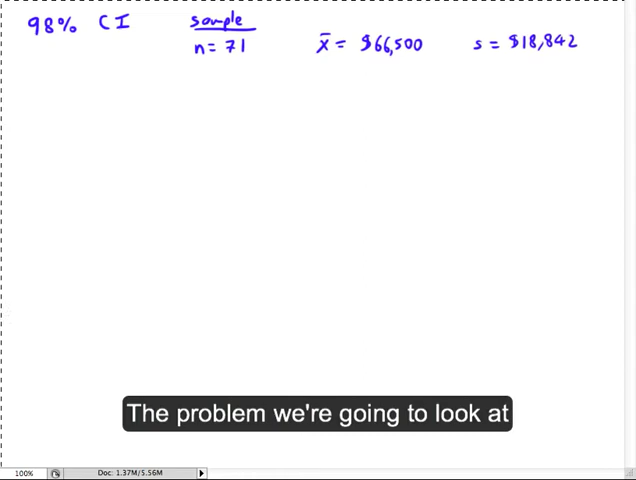 98% CI sample
n = 71 x̄ = $66,500 s = $18,842
The problem we're going to look at
100% Doc: 1.37M/5.56M